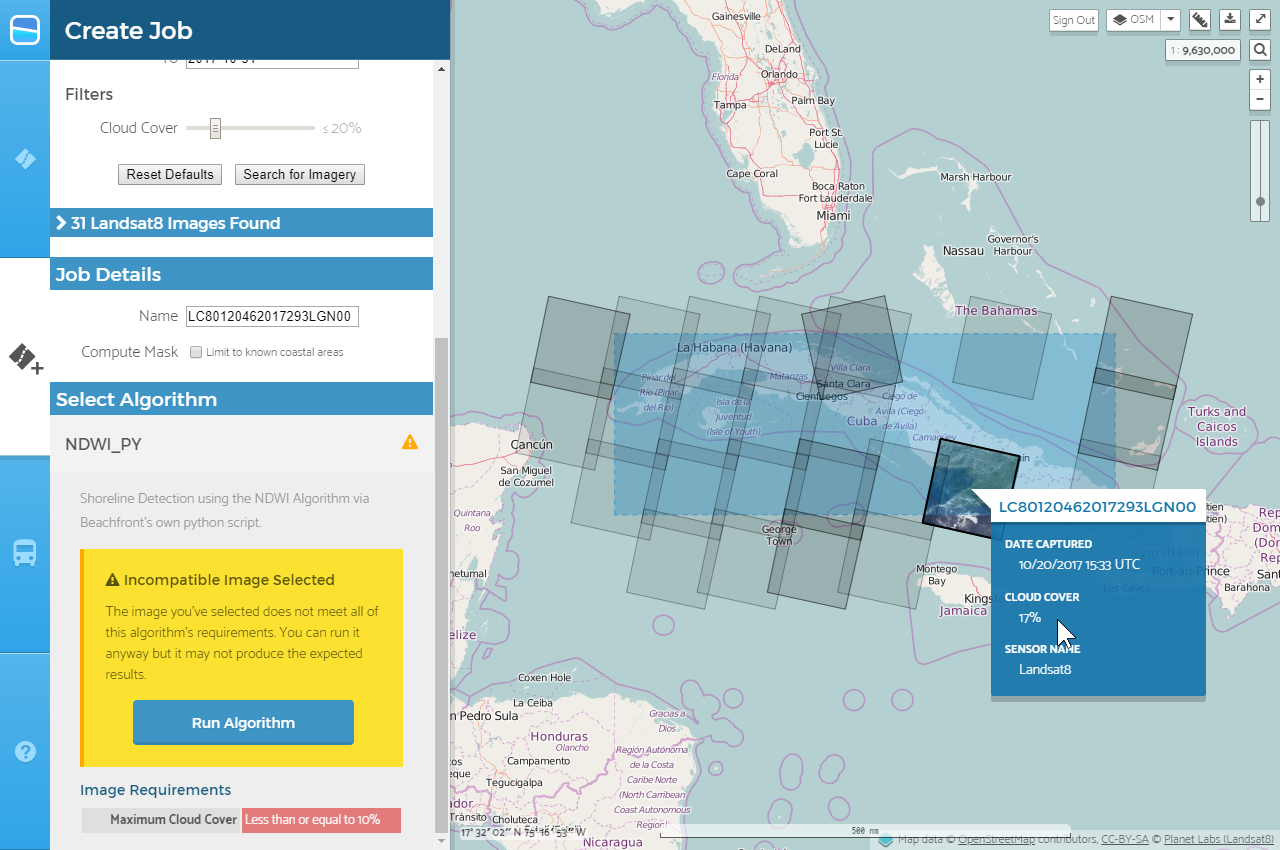 Create Job
2017-10-31
Filters
Cloud Cover
≤ 20%
Reset Defaults
Search for Imagery
31 Landsat8 Images Found
Job Details
Name
LC80120462017293LGN00
Compute Mask
Limit to known coastal areas
Select Algorithm
NDWI_PY
Shoreline Detection using the NDWI Algorithm via
Beachfront's own python script.
Incompatible Image Selected
The image you've selected does not meet all of
this algorithm's requirements. You can run it
anyway but it may not produce the expected
results.
Run Algorithm
Image Requirements
Maximum Cloud Cover
Less than or equal to 10%
Sign Out
OSM
1 : 9,630,000
+
−
Gainesville
DeLand
Florida
Orlando
Tampa
Palm Bay
Port St.
Lucie
Cape Coral
Boca Raton
Fort Lauderdale
Miami
Marsh Harbour
Nassau
Governor's
Harbour
The Bahamas
La Habana (Havana)
Pinar del
Río (Pinar
del Río)
Matanzas
Villa Clara
Santa Clara
Cienfuegos
Isla de la
Juventud
(Isle of Youth)
Ciego de
Ávila (Ciego
de Ávila)
Cuba
Camagüey
Turks and
Caicos
Islands
Cancún
San Miguel
de Cozumel
Quintana
Roo
George
Town
Montego
Bay
Jamaica
LC80120462017293LGN00
DATE CAPTURED
10/20/2017 15:33 UTC
CLOUD COVER
17%
SENSOR NAME
Landsat8
Port-au-Prince
Les Cayes
Barahona
Coxen Hole
La Ceiba
n Pedro Sula
Honduras
Olancho
Campamento
Tegucigalpa
Gracias a
Dios
Región Autónoma
de la Costa
Caribe Norte
(North Carribean
Coast Autonomous
Region)
Choluteca
Nicaragua
17° 32′ 02″ N 75° 16′ 53″ W
500 nm
Map data © OpenStreetMap contributors, CC-BY-SA © Planet Labs (Landsat8)